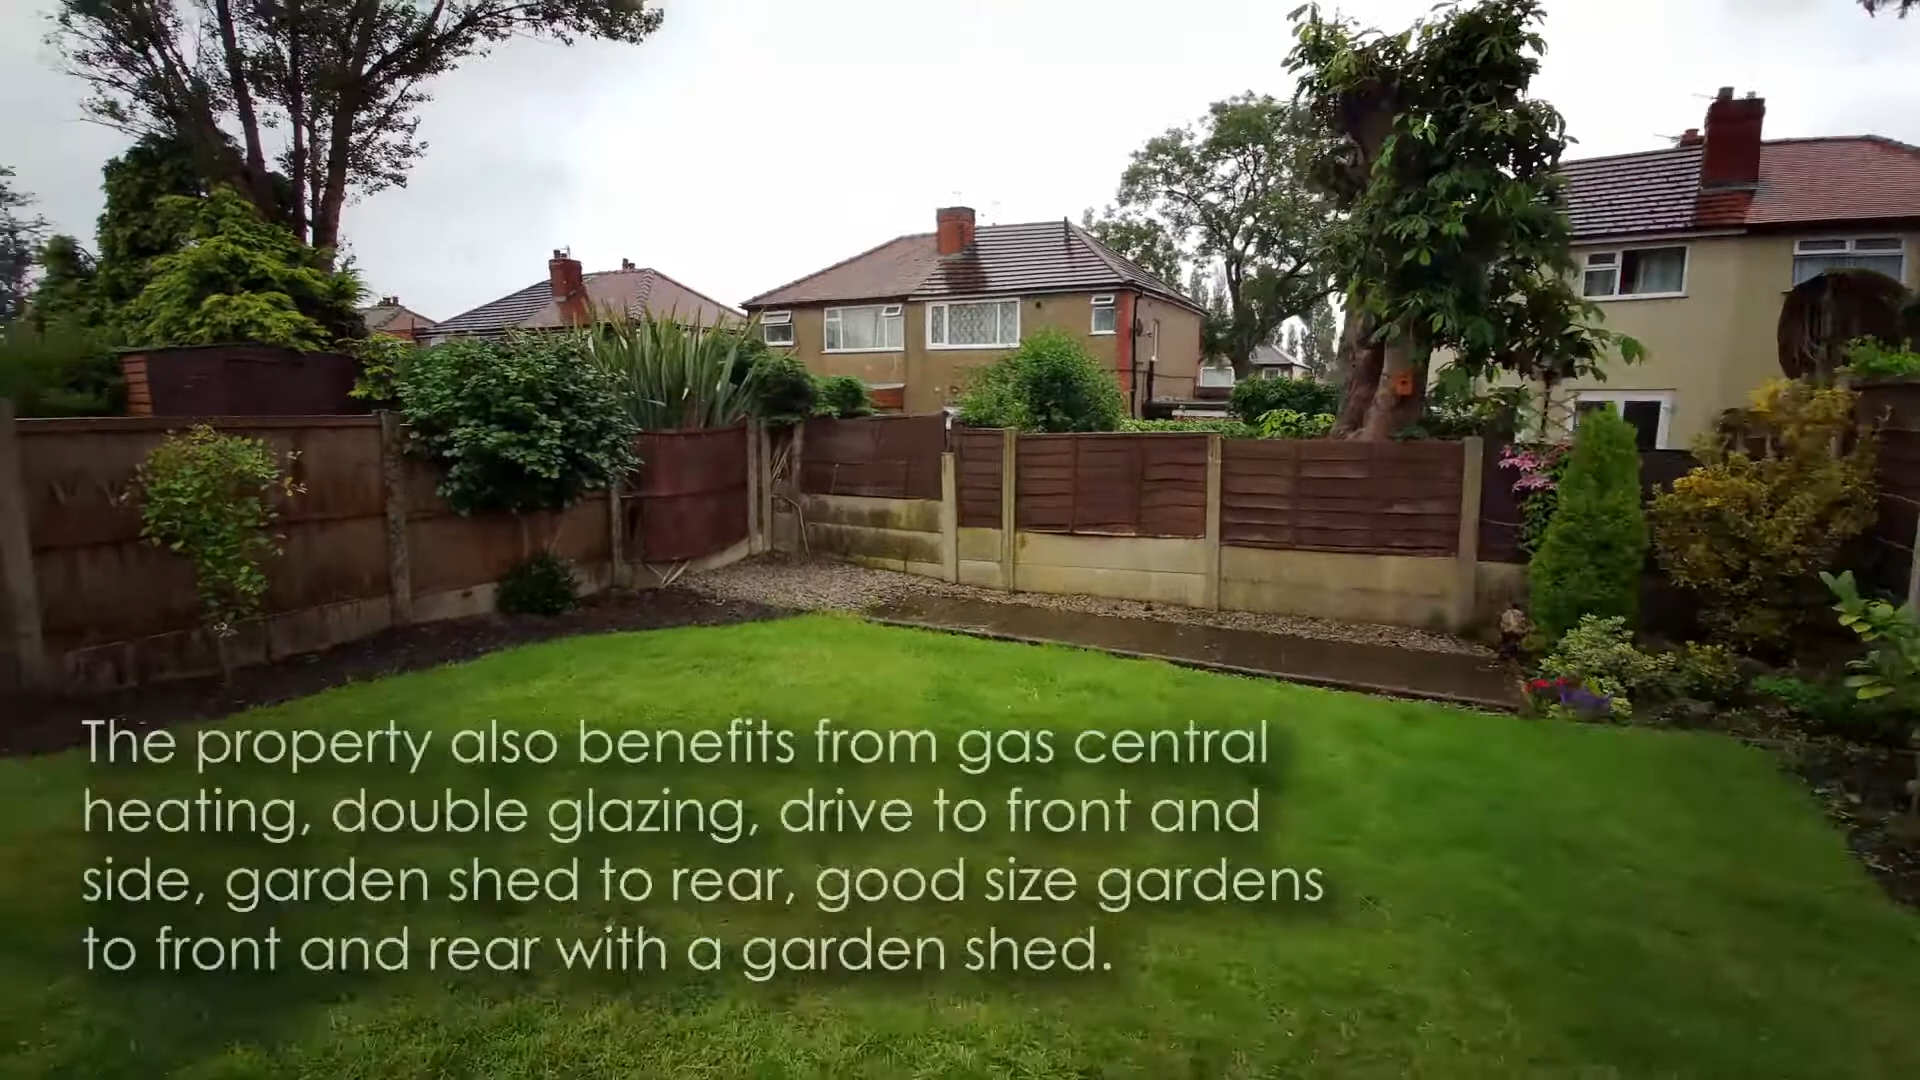 The property also benefits from gas central
heating, double glazing, drive to front and
side, garden shed to rear, good size gardens
to front and rear with a garden shed.